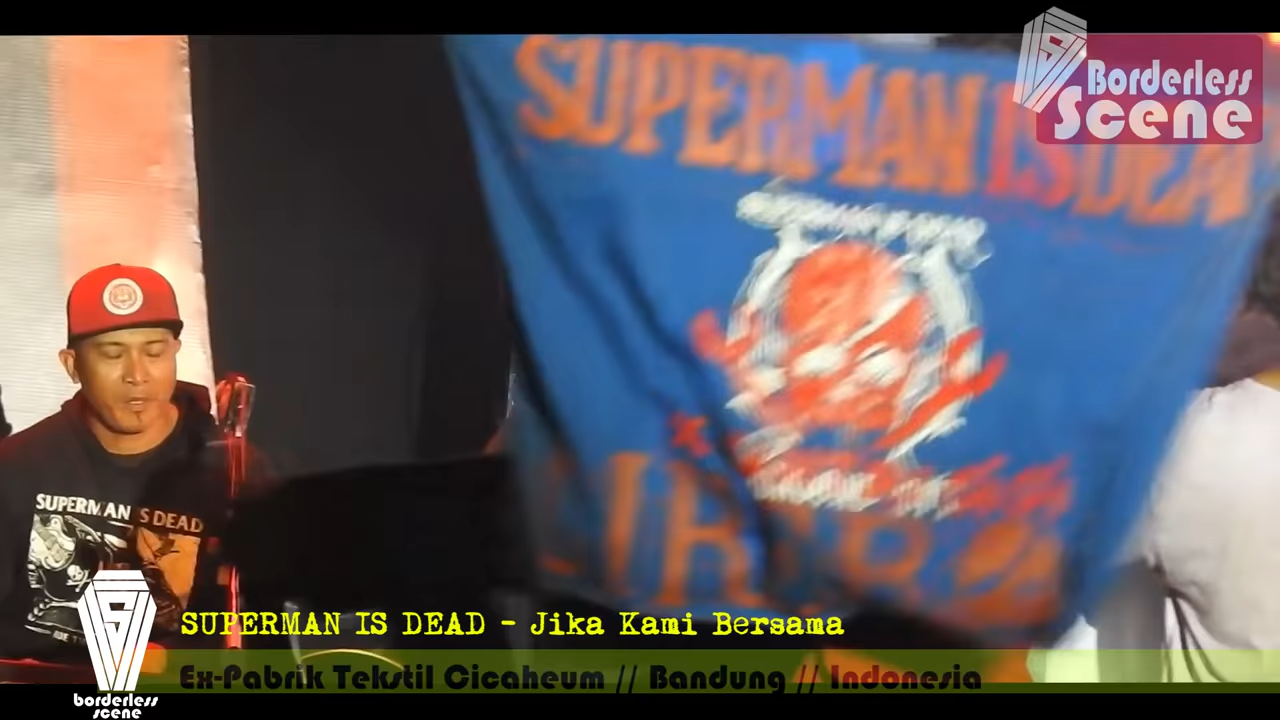 SUPERMAN IS DEAD
Borderless
Scene
SUPERMAN IS DEAD
SUPERMAN IS DEAD - Jika Kami Bersama
Ex-Pabrik Tekstil Cicaheum // Bandung // Indonesia
borderless
scene